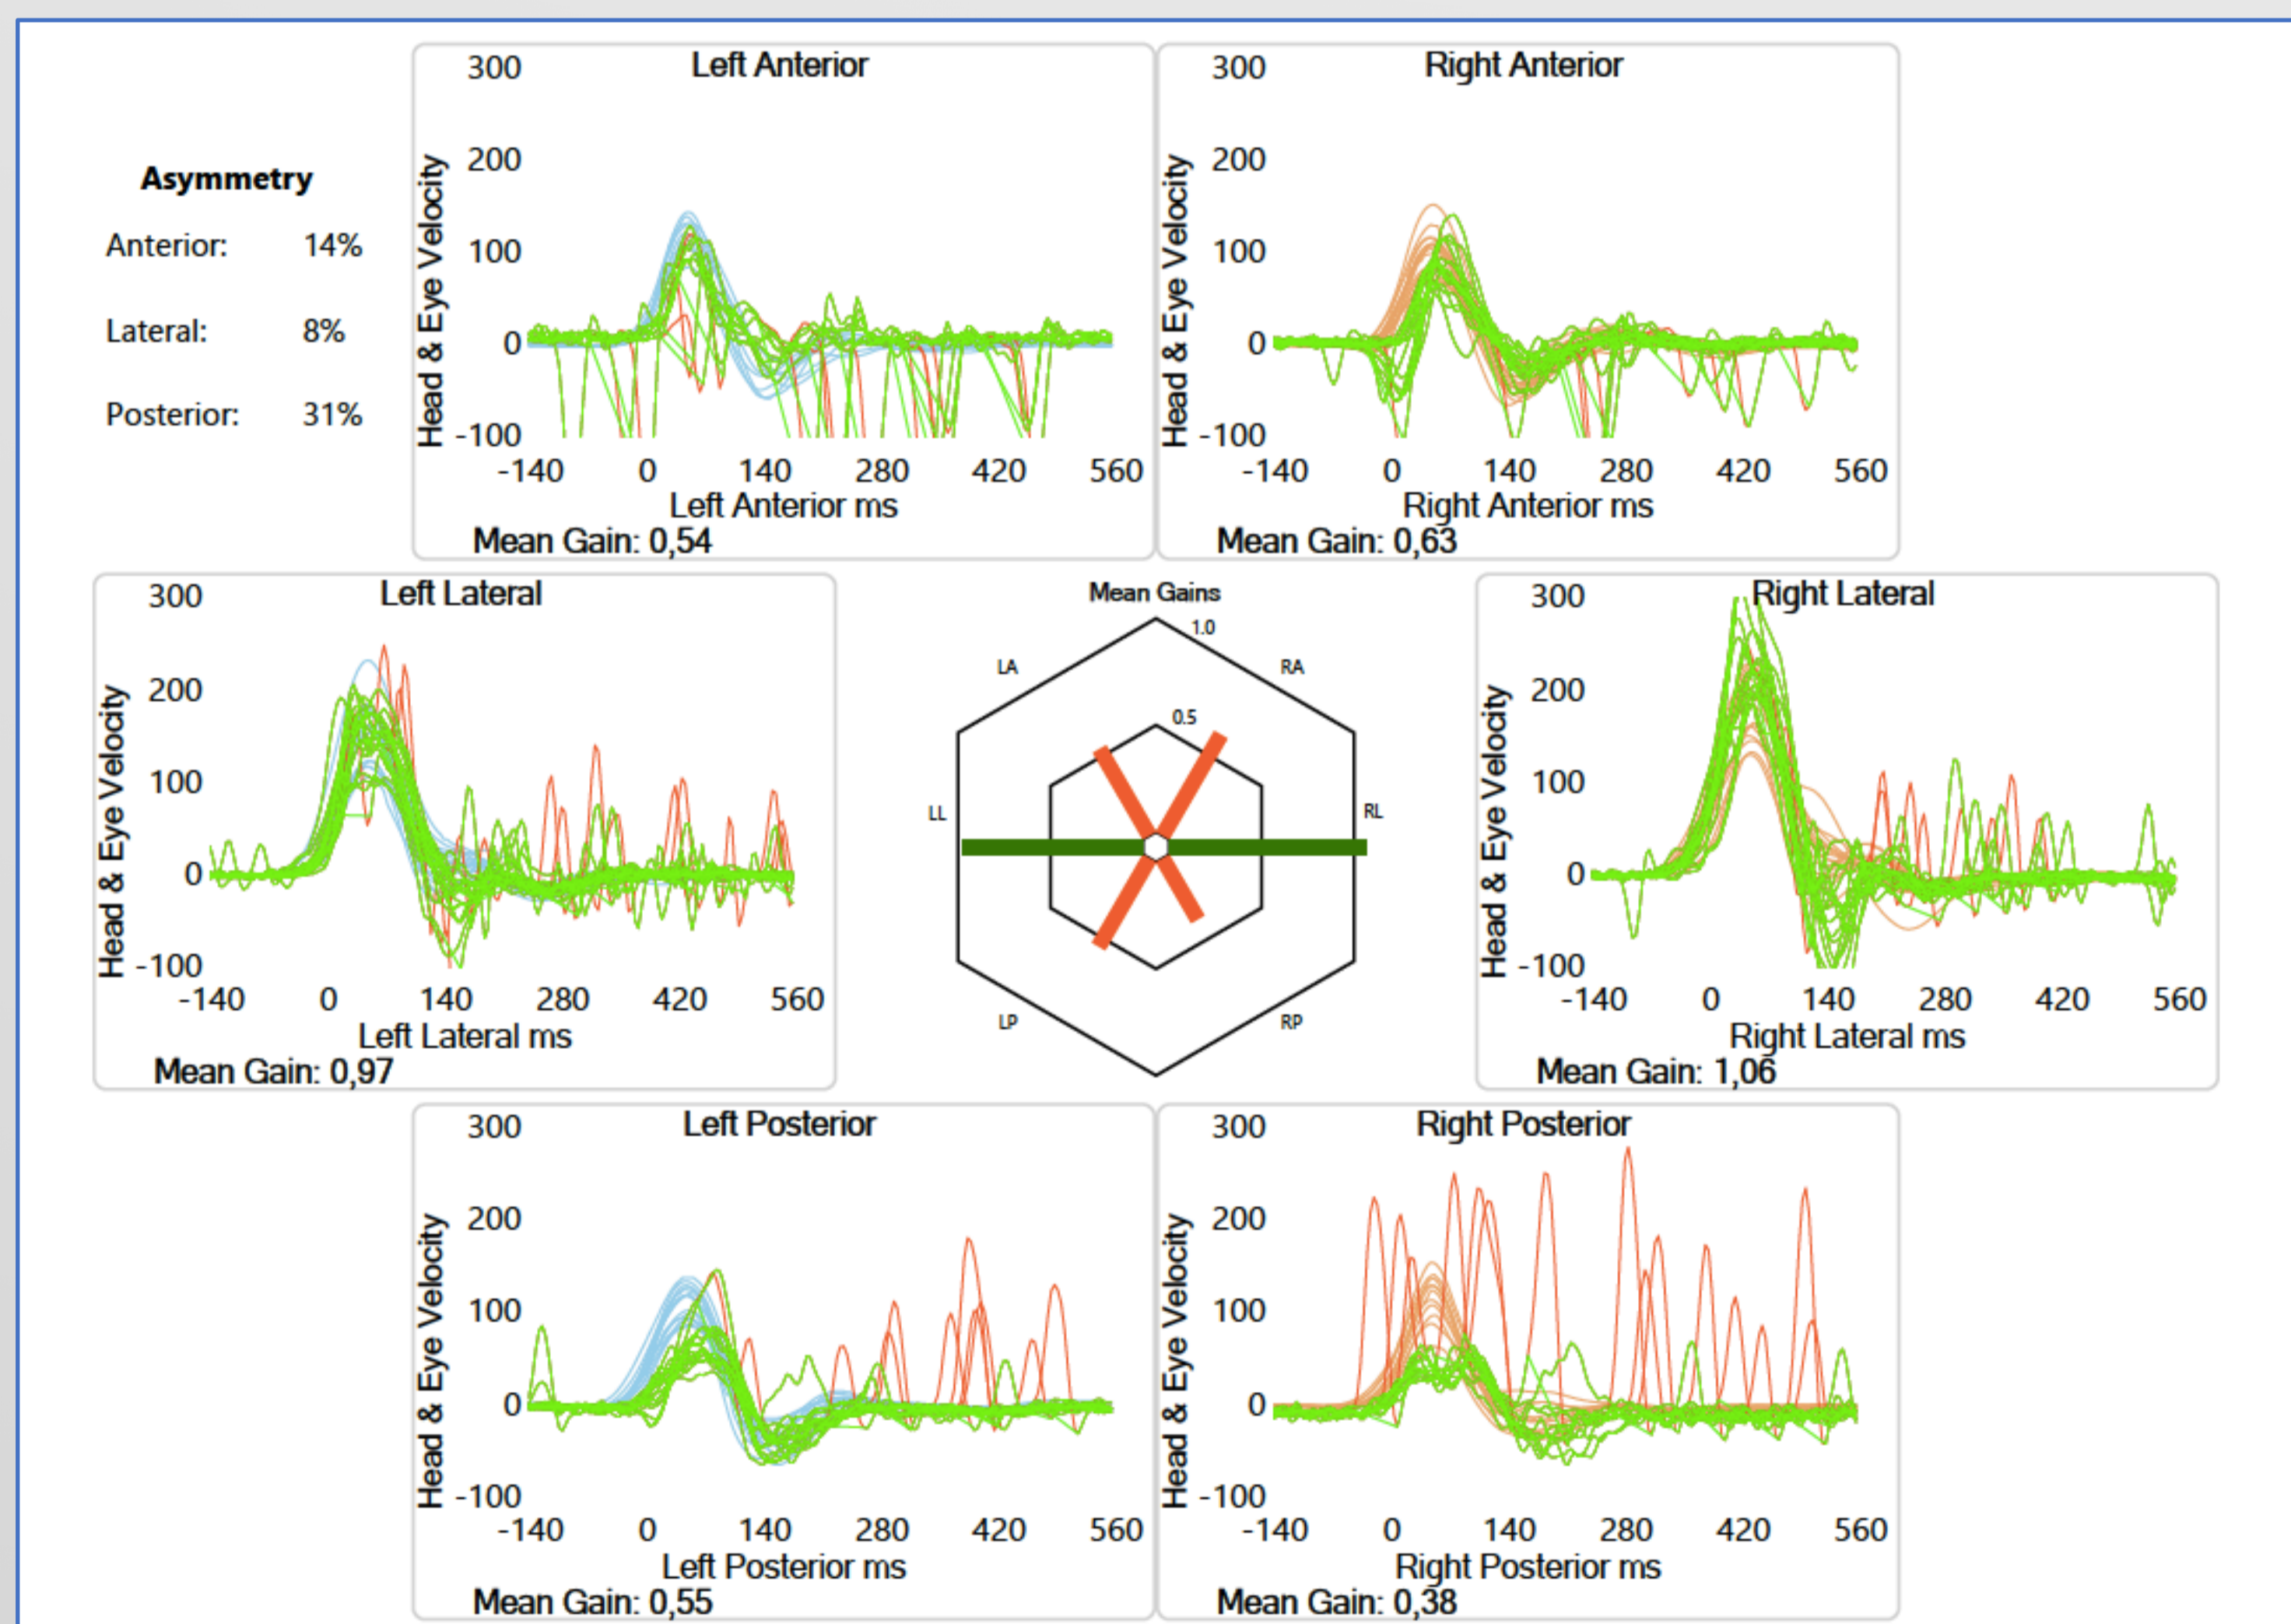 Asymmetry
Anterior: 14%
Lateral: 8%
Posterior: 31%
Left Anterior
Head & Eye Velocity
300
200
100
0
-100
-140 0 140 280 420 560
Left Anterior ms
Mean Gain: 0,54
Right Anterior
Head & Eye Velocity
300
200
100
0
-100
-140 0 140 280 420 560
Right Anterior ms
Mean Gain: 0,63
Left Lateral
Head & Eye Velocity
300
200
100
0
-100
-140 0 140 280 420 560
Left Lateral ms
Mean Gain: 0,97
Mean Gains
1.0
LA RA
0.5
LL RL
LP RP
Right Lateral
Head & Eye Velocity
300
200
100
0
-100
-140 0 140 280 420 560
Right Lateral ms
Mean Gain: 1,06
Left Posterior
Head & Eye Velocity
300
200
100
0
-100
-140 0 140 280 420 560
Left Posterior ms
Mean Gain: 0,55
Right Posterior
Head & Eye Velocity
300
200
100
0
-100
-140 0 140 280 420 560
Right Posterior ms
Mean Gain: 0,38